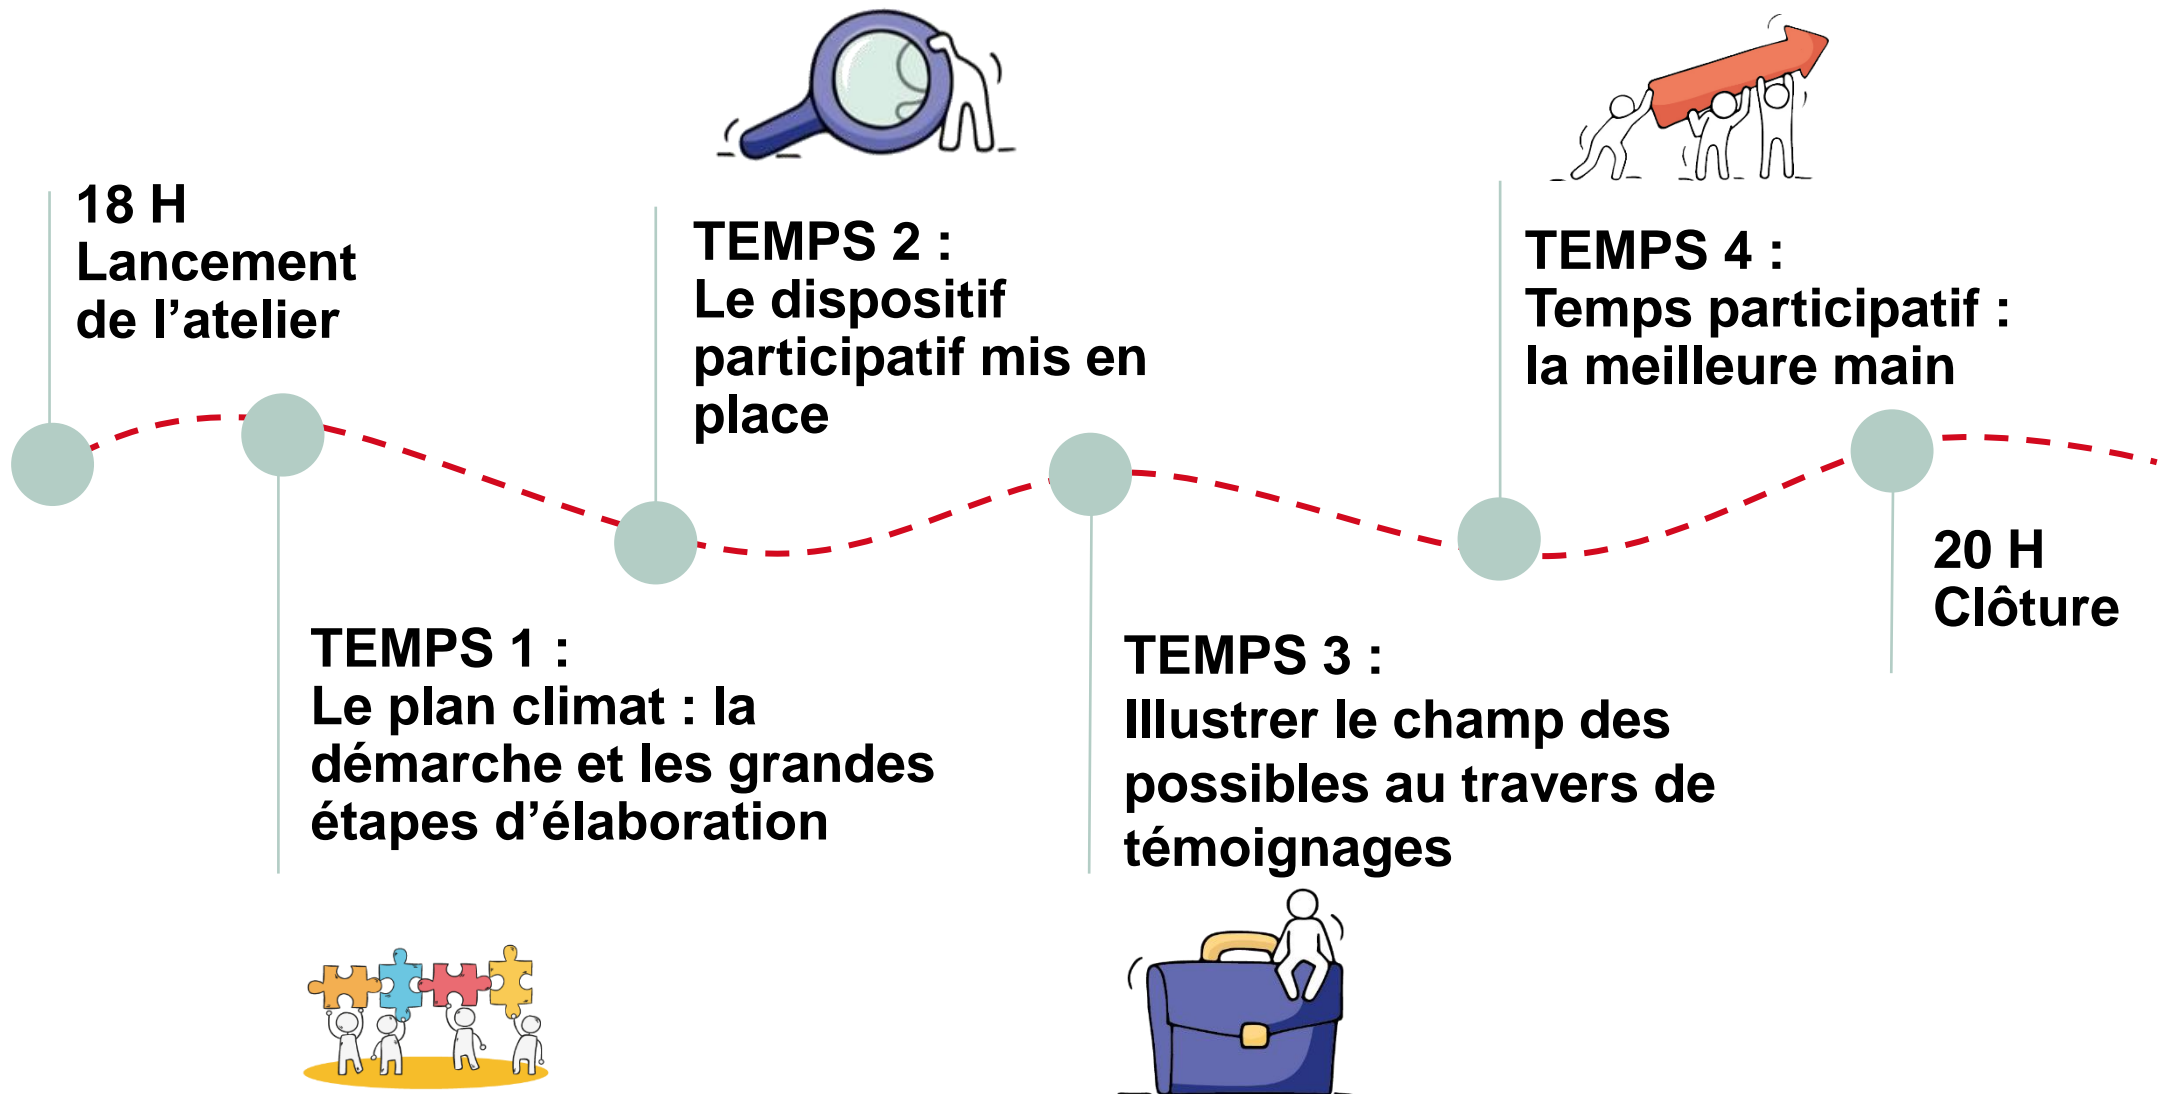 18 H
Lancement
de l’atelier
TEMPS 1 :
Le plan climat : la
démarche et les grandes
étapes d’élaboration
TEMPS 2 :
Le dispositif
participatif mis en
place
TEMPS 3 :
Illustrer le champ des
possibles au travers de
témoignages
TEMPS 4 :
Temps participatif :
la meilleure main
20 H
Clôture